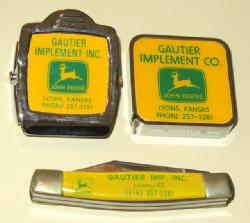 GAUTIER
IMPLEMENT INC.
JOHN DEERE
LYONS, KANSAS
PHONE 257-3281
GAUTIER
IMPLEMENT CO.
JOHN DEERE
LYONS, KANSAS
PHONE 257-3281
GAUTIER IMP., INC.
Lyons, KS
(316) 257-3281